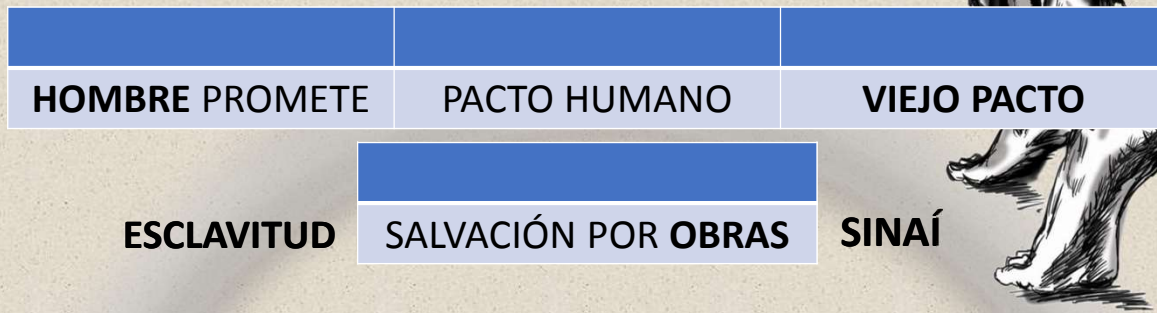 HOMBRE PROMETE PACTO HUMANO VIEJO PACTO
ESCLAVITUD SALVACIÓN POR OBRAS SINAÍ